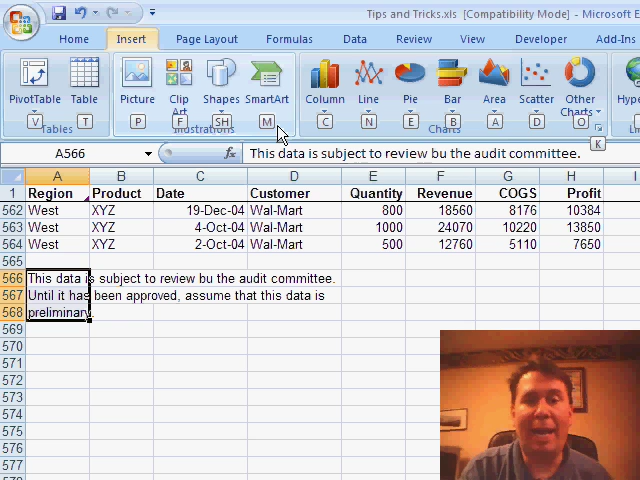 Tips and Tricks.xls [Compatibility Mode] - Microsoft E
Home Insert Page Layout Formulas Data Review View Developer Add-Ins
PivotTable Table Picture Clip Art Shapes SmartArt Column Line Pie Bar Area Scatter Other Charts Hype
V T P F SH M C N E B A D O K
Tables Illustrations Charts
A566 fx This data is subject to review bu the audit committee.
A B C D E F G H I
1 Region Product Date Customer Quantity Revenue COGS Profit
562 West XYZ 19-Dec-04 Wal-Mart 800 18560 8176 10384
563 West XYZ 4-Oct-04 Wal-Mart 1000 24070 10220 13850
564 West XYZ 2-Oct-04 Wal-Mart 500 12760 5110 7650
565
566 This data is subject to review bu the audit committee.
567 Until it has been approved, assume that this data is
568 preliminary.
569
570
571
572
573
574
575
576
577